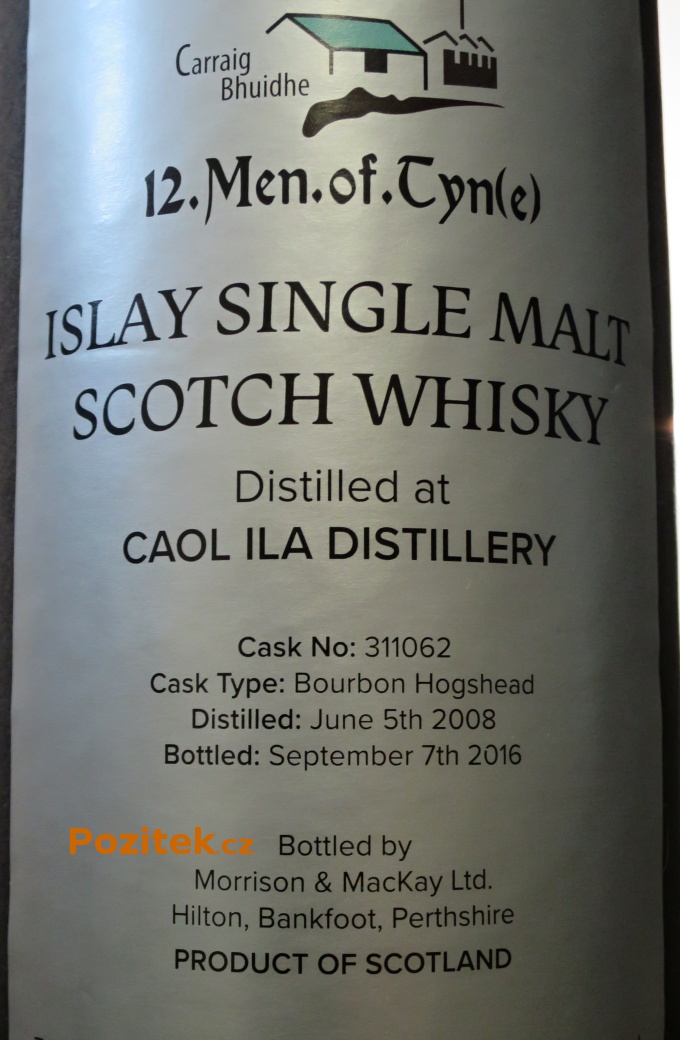 Carraig
Bhuidhe
12.Men.of.Tyn(e)
ISLAY SINGLE MALT
SCOTCH WHISKY
Distilled at
CAOL ILA DISTILLERY
Cask No: 311062
Cask Type: Bourbon Hogshead
Distilled: June 5th 2008
Bottled: September 7th 2016
Pozitek.cz
Bottled by
Morrison & MacKay Ltd.
Hilton, Bankfoot, Perthshire
PRODUCT OF SCOTLAND